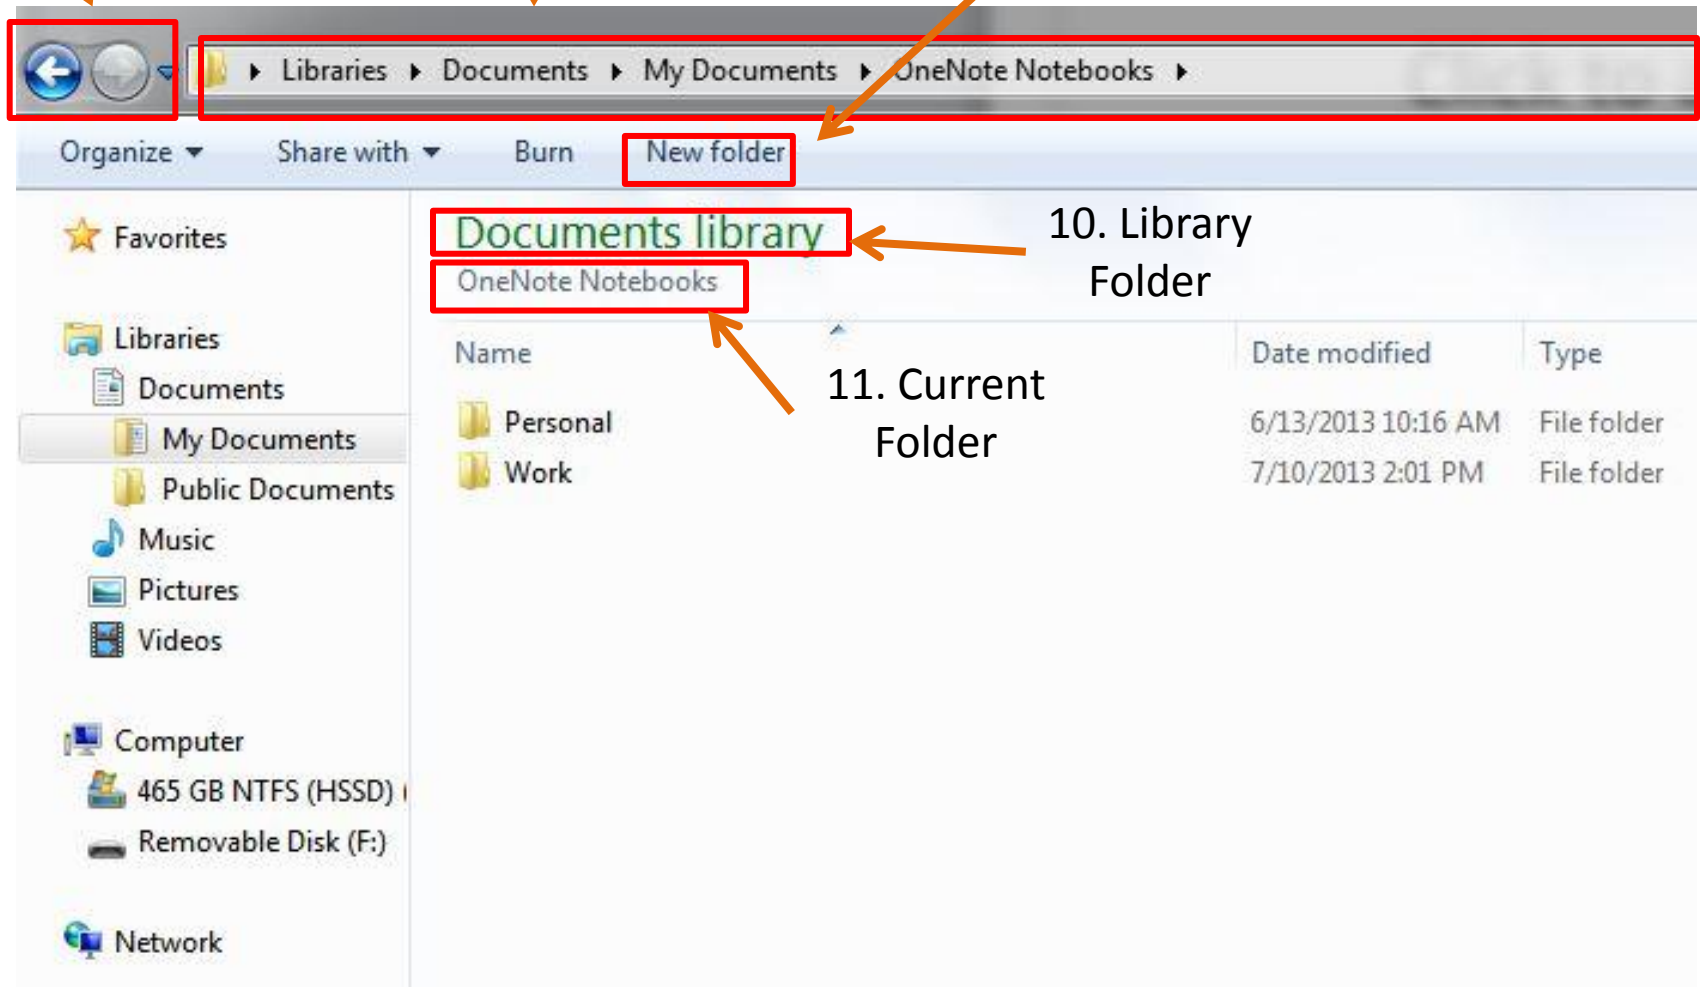 Libraries Documents My Documents OneNote Notebooks
Click to
Organize Share with Burn New folder
Favorites
Libraries
Documents
My Documents
Public Documents
Music
Pictures
Videos
Computer
465 GB NTFS (HSSD) (
Removable Disk (F:)
Network
Documents library
OneNote Notebooks
10. Library
Folder
11. Current
Folder
Name Date modified Type
Personal 6/13/2013 10:16 AM File folder
Work 7/10/2013 2:01 PM File folder